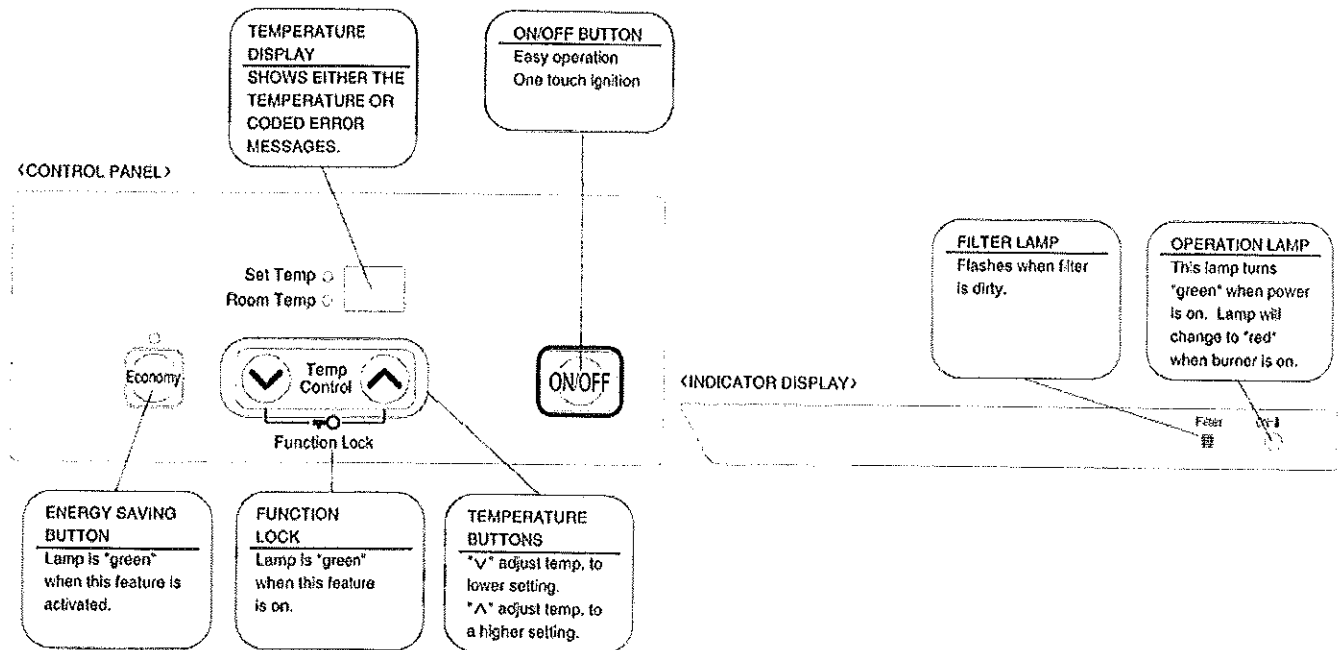 TEMPERATURE
DISPLAY
SHOWS EITHER THE
TEMPERATURE OR
CODED ERROR
MESSAGES.
ON/OFF BUTTON
Easy operation
One touch ignition
<CONTROL PANEL>
Set Temp
Room Temp
Economy
Temp
Control
Function Lock
ON/OFF
FILTER LAMP
Flashes when filter
is dirty.
OPERATION LAMP
This lamp turns
"green" when power
is on. Lamp will
change to "red"
when burner is on.
<INDICATOR DISPLAY>
Filter
ENERGY SAVING
BUTTON
Lamp is "green"
when this feature is
activated.
FUNCTION
LOCK
Lamp is "green"
when this feature
is on.
TEMPERATURE
BUTTONS
"∨" adjust temp. to
lower setting.
"∧" adjust temp. to
a higher setting.